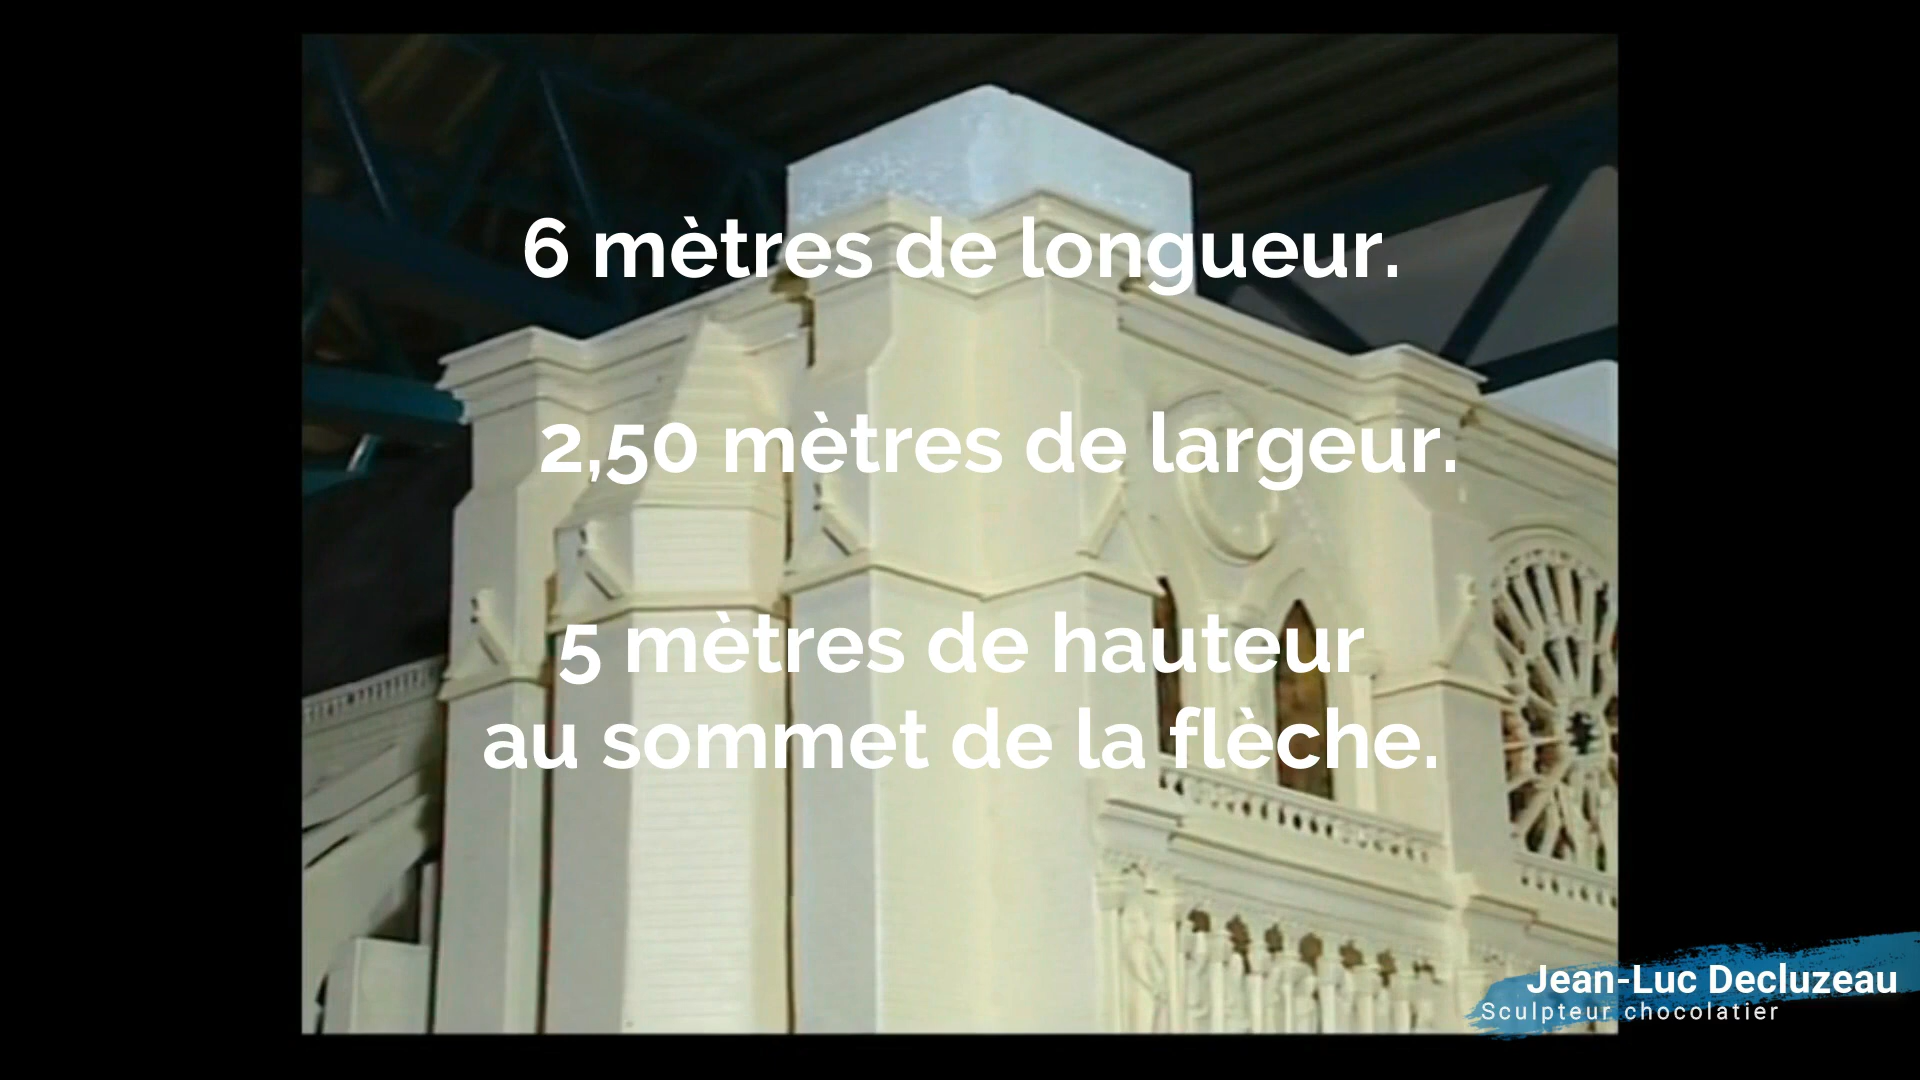 6 mètres de longueur.
2,50 mètres de largeur.
5 mètres de hauteur
au sommet de la flèche.
Jean-Luc Decluzeau
Sculpteur chocolatier